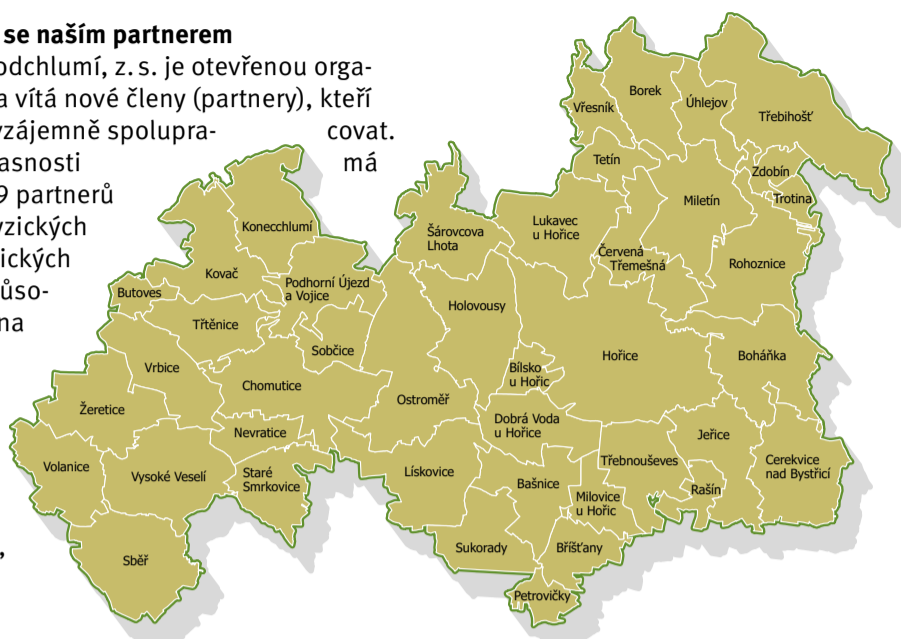 se naším partnerem
odchlumí, z. s. je otevřenou orga-
a vítá nové členy (partnery), kteří
vzájemně spolupra- covat.
asnosti má
9 partnerů
yzických
ických
půso-
na
,
Vřesník
Borek
Úhlejov
Třebihošť
Tetín
Zdobín
Trotina
Miletín
Konecchlumí
Šárovcova
Lhota
Lukavec
u Hořice
Červená
Třemešná
Rohoznice
Kovač
Podhorní Újezd
a Vojice
Butoves
Holovousy
Třtěnice
Sobčice
Hořice
Boháňka
Vrbice
Bílsko
u Hořic
Chomutice
Ostroměř
Žeretice
Dobrá Voda
u Hořice
Nevratice
Jeřice
Volanice
Vysoké Veselí
Staré
Smrkovice
Lískovice
Třebnouševes
Cerekvice
nad Bystřicí
Bašnice
Milovice
u Hořic
Rašín
Sukorady
Bříšťany
Sběř
Petrovičky